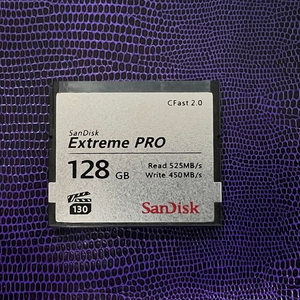 CFast 2.0
SanDisk
Extreme PRO
128 GB
Read 525MB/s
Write 450MB/s
130
SanDisk